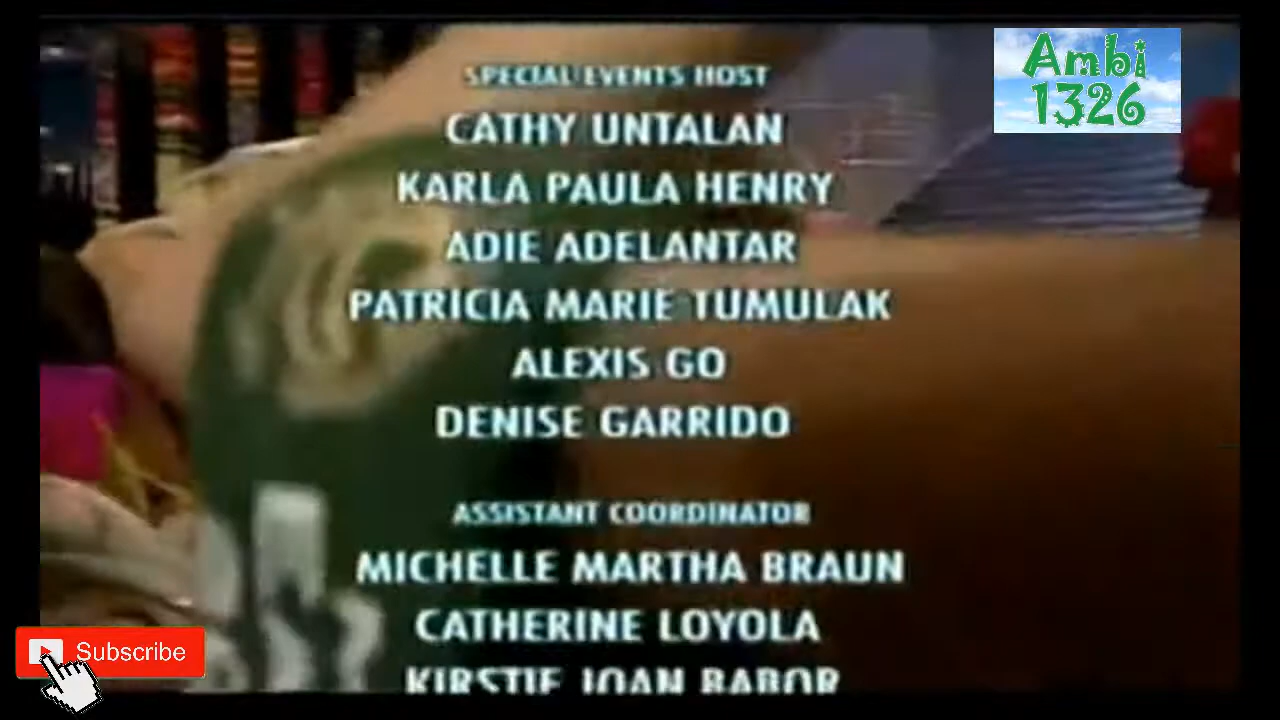 SPECIAL EVENTS HOST
CATHY UNTALAN
KARLA PAULA HENRY
ADIE ADELANTAR
PATRICIA MARIE TUMULAK
ALEXIS GO
DENISE GARRIDO
ASSISTANT COORDINATOR
MICHELLE MARTHA BRAUN
CATHERINE LOYOLA
KIRSTIE JOAN BABOR
Ambi
1326
Subscribe